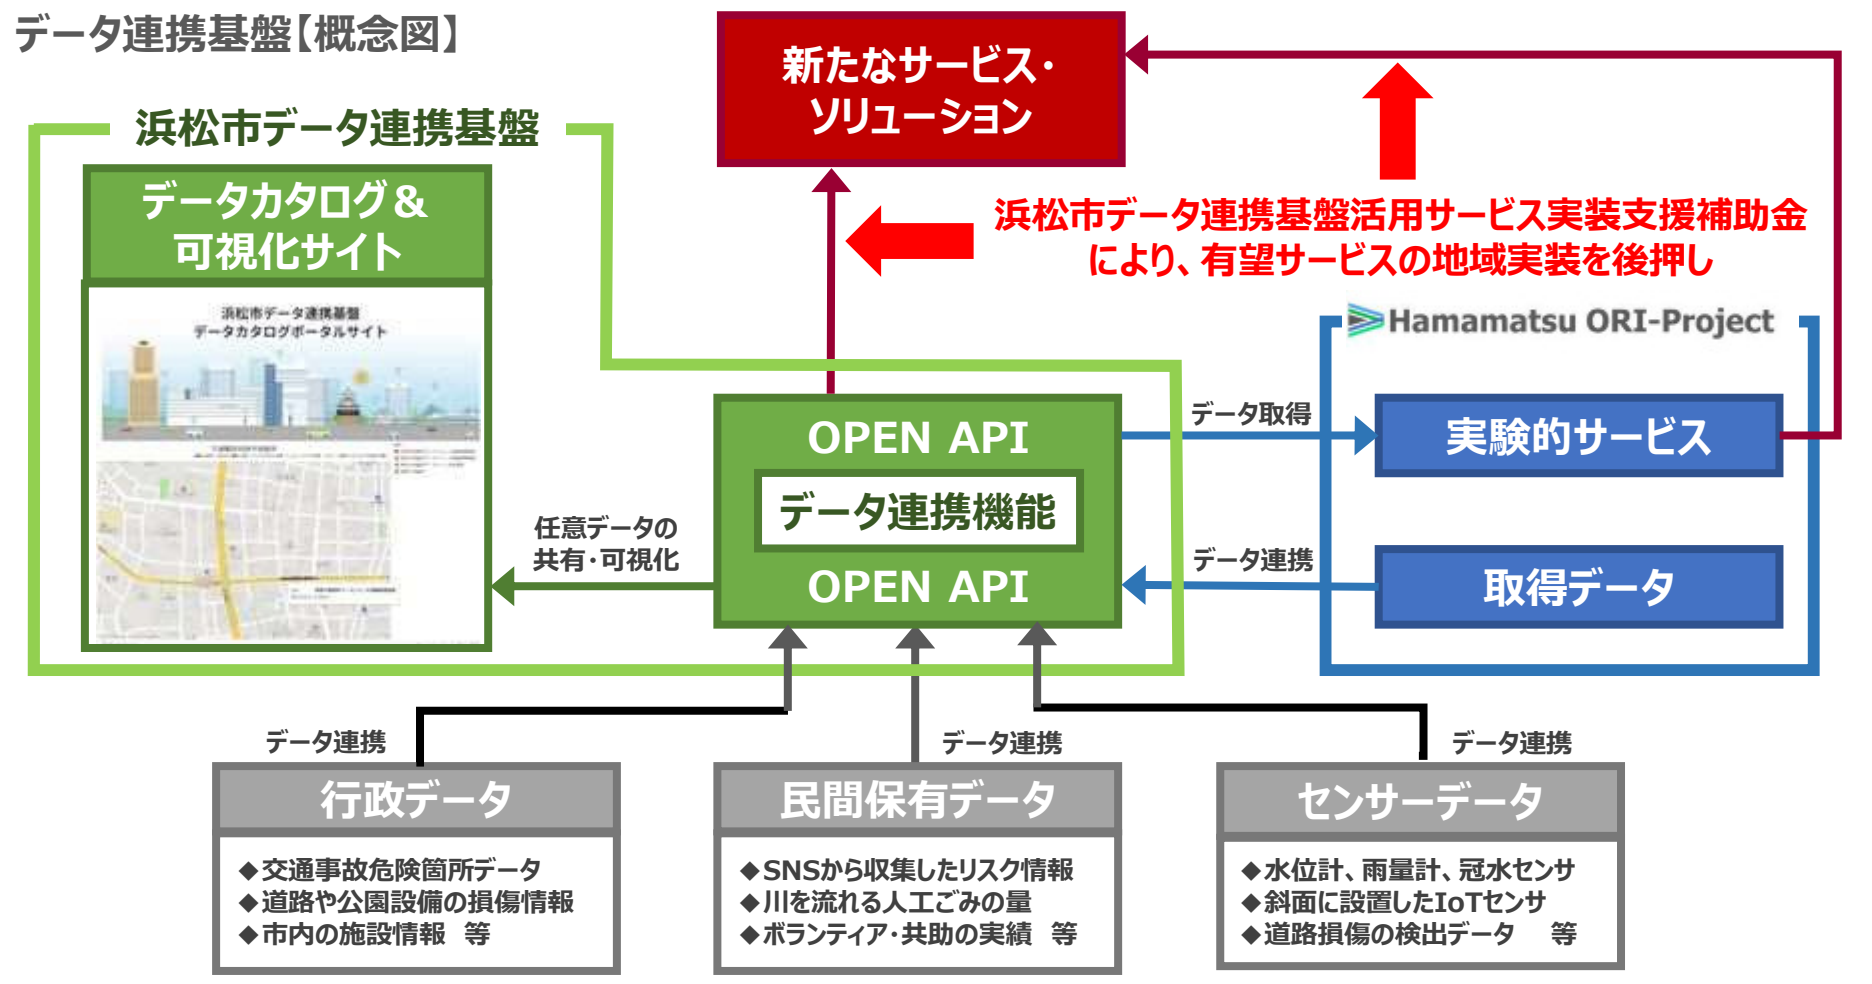 データ連携基盤【概念図】
新たなサービス・
ソリューション
浜松市データ連携基盤
データカタログ＆
可視化サイト
浜松市データ連携基盤
データカタログポータルサイト
浜松市データ連携基盤活用サービス実装支援補助金
により、有望サービスの地域実装を後押し
Hamamatsu ORI-Project
OPEN API
データ連携機能
OPEN API
データ取得
実験的サービス
任意データの
共有・可視化
データ連携
取得データ
データ連携
データ連携
データ連携
行政データ
◆交通事故危険箇所データ
◆道路や公園設備の損傷情報
◆市内の施設情報 等
民間保有データ
◆SNSから収集したリスク情報
◆川を流れる人工ごみの量
◆ボランティア・共助の実績 等
センサーデータ
◆水位計、雨量計、冠水センサ
◆斜面に設置したIoTセンサ
◆道路損傷の検出データ 等